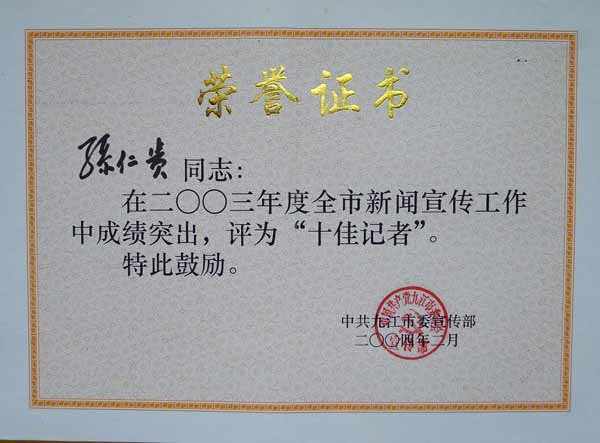 荣誉证书
孫仁贵 同志：
在二〇〇三年度全市新闻宣传工作
中成绩突出，评为“十佳记者”。
特此鼓励。
中共九江市委宣传部
二〇〇四年二月